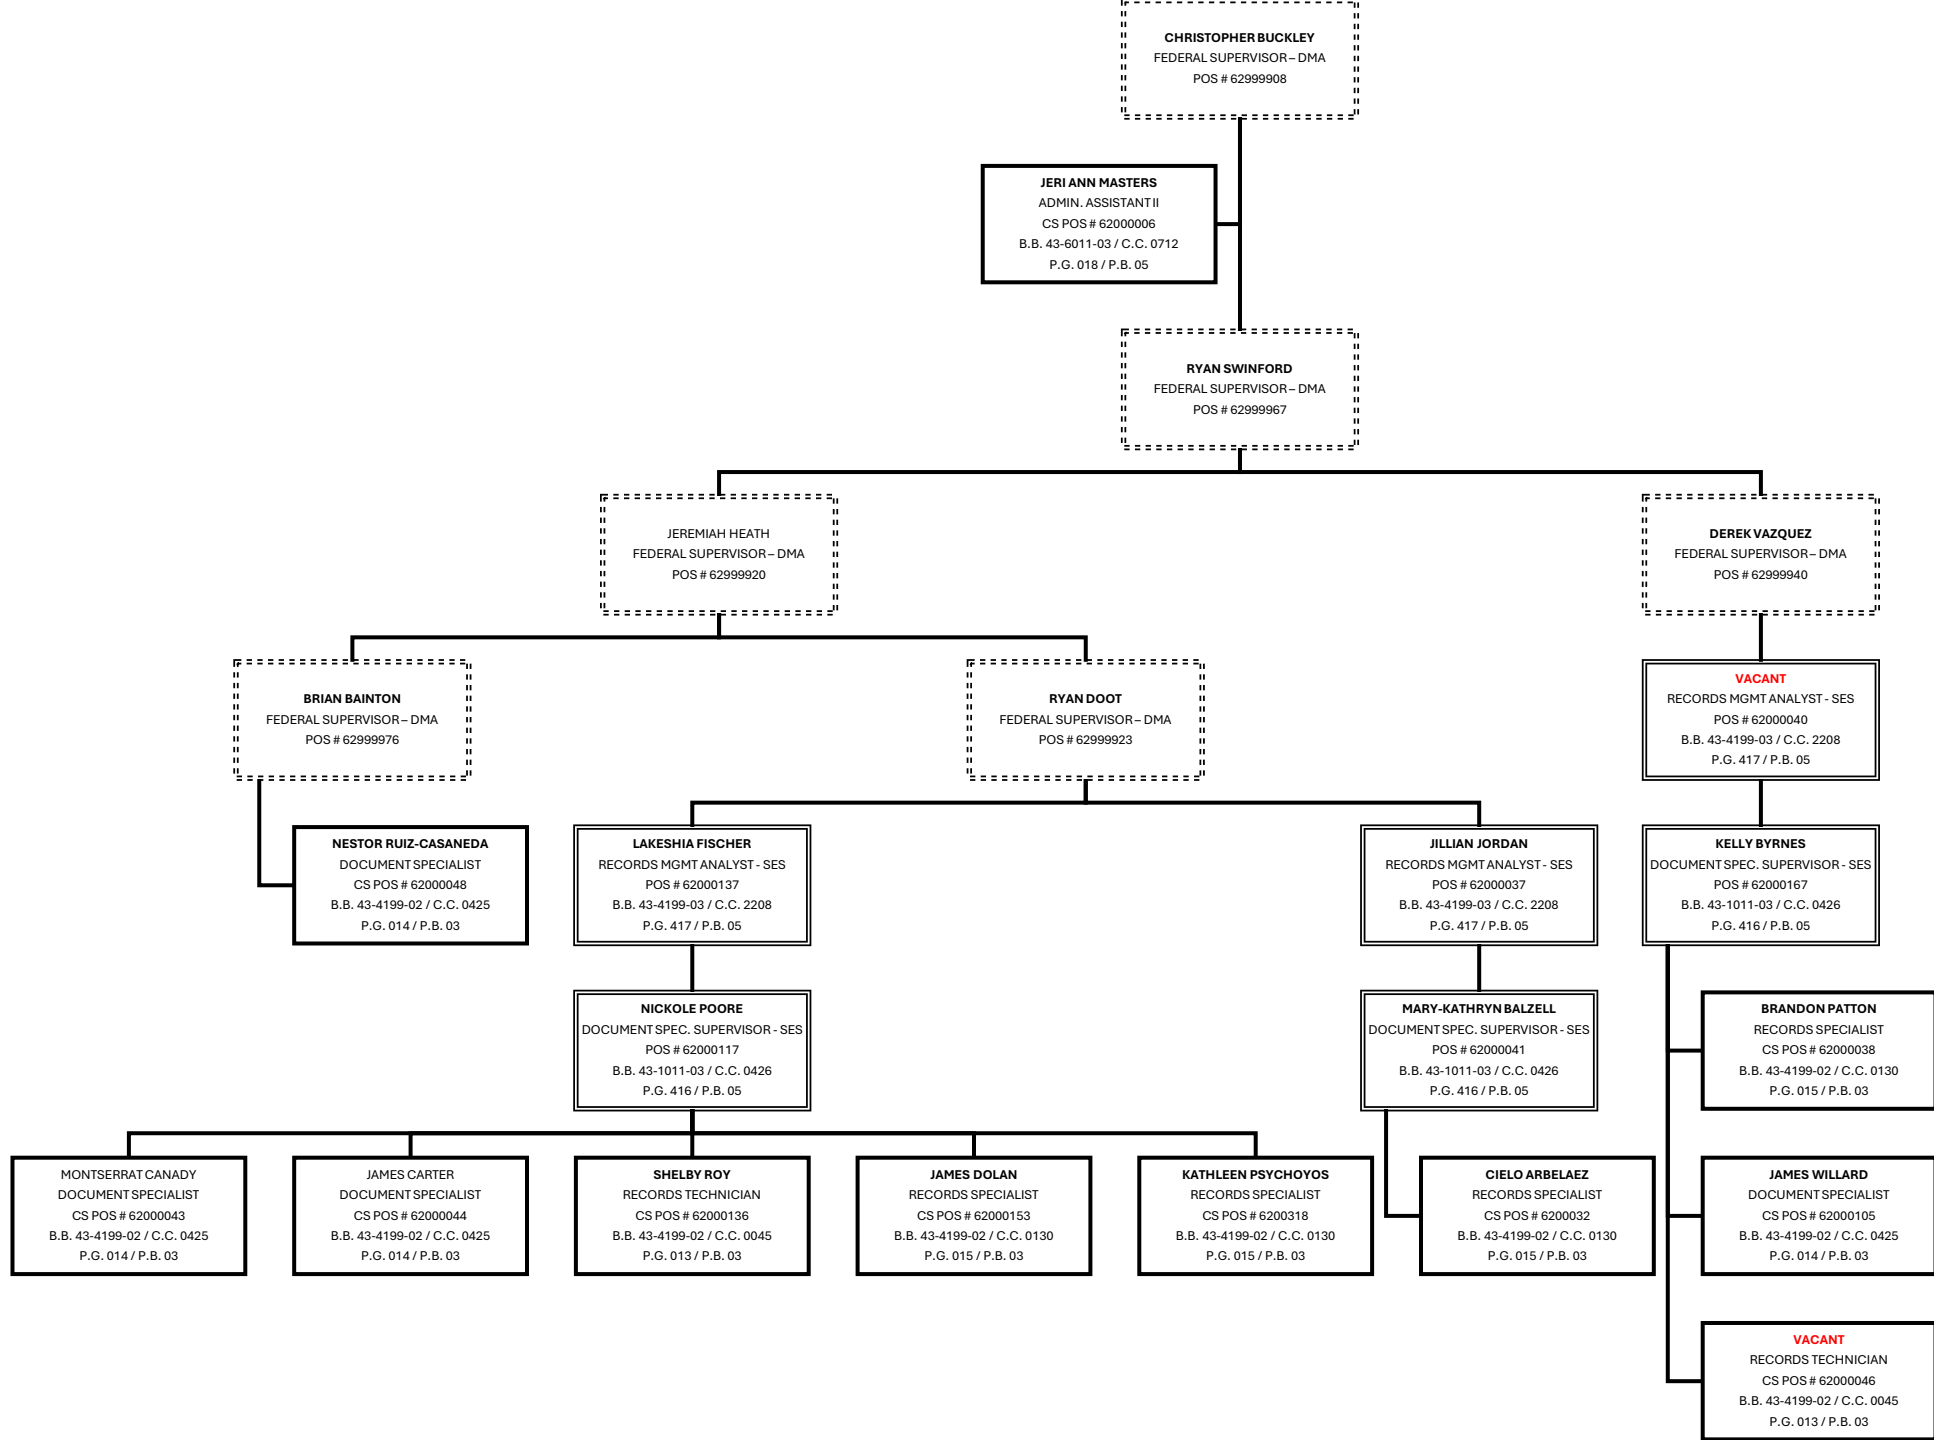 CHRISTOPHER BUCKLEY
FEDERAL SUPERVISOR – DMA
POS # 62999908
JERI ANN MASTERS
ADMIN. ASSISTANT II
CS POS # 62000006
B.B. 43-6011-03 / C.C. 0712
P.G. 018 / P.B. 05
RYAN SWINFORD
FEDERAL SUPERVISOR – DMA
POS # 62999967
JEREMIAH HEATH
FEDERAL SUPERVISOR – DMA
POS # 62999920
DEREK VAZQUEZ
FEDERAL SUPERVISOR – DMA
POS # 62999940
BRIAN BAINTON
FEDERAL SUPERVISOR – DMA
POS # 62999976
RYAN DOOT
FEDERAL SUPERVISOR – DMA
POS # 62999923
VACANT
RECORDS MGMT ANALYST - SES
POS # 62000040
B.B. 43-4199-03 / C.C. 2208
P.G. 417 / P.B. 05
NESTOR RUIZ-CASANEDA
DOCUMENT SPECIALIST
CS POS # 62000048
B.B. 43-4199-02 / C.C. 0425
P.G. 014 / P.B. 03
LAKESHIA FISCHER
RECORDS MGMT ANALYST - SES
POS # 62000137
B.B. 43-4199-03 / C.C. 2208
P.G. 417 / P.B. 05
JILLIAN JORDAN
RECORDS MGMT ANALYST - SES
POS # 62000037
B.B. 43-4199-03 / C.C. 2208
P.G. 417 / P.B. 05
KELLY BYRNES
DOCUMENT SPEC. SUPERVISOR - SES
POS # 62000167
B.B. 43-1011-03 / C.C. 0426
P.G. 416 / P.B. 05
NICKOLE POORE
DOCUMENT SPEC. SUPERVISOR - SES
POS # 62000117
B.B. 43-1011-03 / C.C. 0426
P.G. 416 / P.B. 05
MARY-KATHRYN BALZELL
DOCUMENT SPEC. SUPERVISOR - SES
POS # 62000041
B.B. 43-1011-03 / C.C. 0426
P.G. 416 / P.B. 05
BRANDON PATTON
RECORDS SPECIALIST
CS POS # 62000038
B.B. 43-4199-02 / C.C. 0130
P.G. 015 / P.B. 03
MONTSERRAT CANADY
DOCUMENT SPECIALIST
CS POS # 62000043
B.B. 43-4199-02 / C.C. 0425
P.G. 014 / P.B. 03
JAMES CARTER
DOCUMENT SPECIALIST
CS POS # 62000044
B.B. 43-4199-02 / C.C. 0425
P.G. 014 / P.B. 03
SHELBY ROY
RECORDS TECHNICIAN
CS POS # 62000136
B.B. 43-4199-02 / C.C. 0045
P.G. 013 / P.B. 03
JAMES DOLAN
RECORDS SPECIALIST
CS POS # 62000153
B.B. 43-4199-02 / C.C. 0130
P.G. 015 / P.B. 03
KATHLEEN PSYCHOYOS
RECORDS SPECIALIST
CS POS # 6200318
B.B. 43-4199-02 / C.C. 0130
P.G. 015 / P.B. 03
CIELO ARBELAEZ
RECORDS SPECIALIST
CS POS # 6200032
B.B. 43-4199-02 / C.C. 0130
P.G. 015 / P.B. 03
JAMES WILLARD
DOCUMENT SPECIALIST
CS POS # 62000105
B.B. 43-4199-02 / C.C. 0425
P.G. 014 / P.B. 03
VACANT
RECORDS TECHNICIAN
CS POS # 62000046
B.B. 43-4199-02 / C.C. 0045
P.G. 013 / P.B. 03